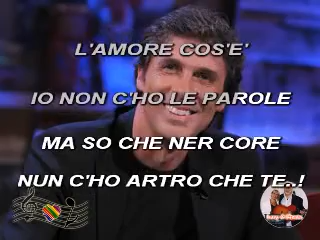 L'AMORE COS'E'
IO NON C'HO LE PAROLE
MA SO CHE NER CORE
NUN C'HO ARTRO CHE TE..!